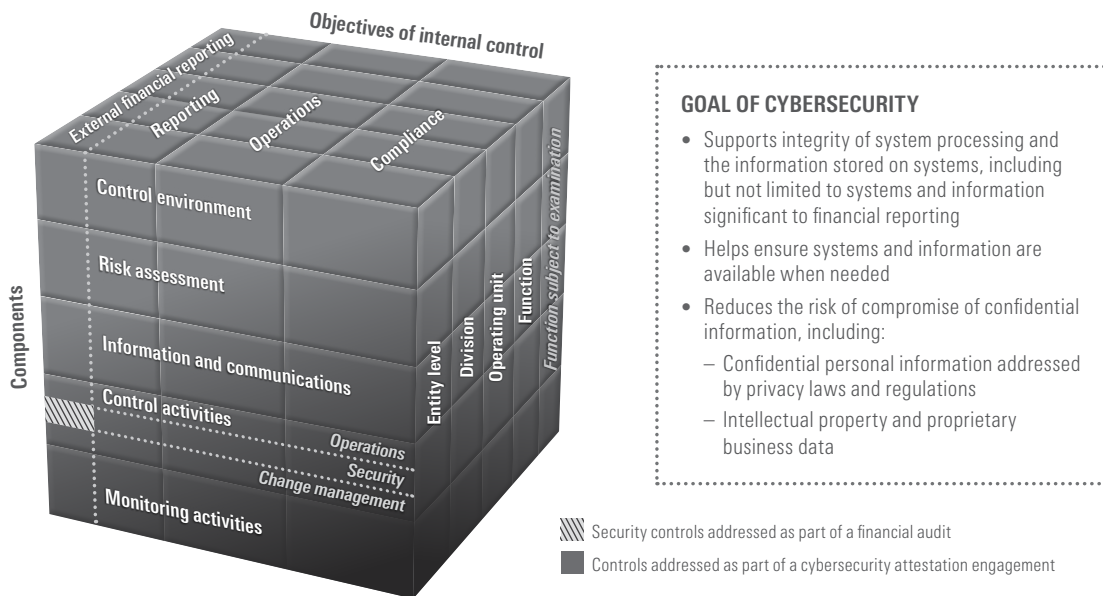 Objectives of internal control
External financial reporting
Reporting
Operations
Compliance
Components
Control environment
Risk assessment
Information and communications
Control activities
Operations
Security
Change management
Monitoring activities
Entity level
Division
Operating unit
Function
Function subject to examination
GOAL OF CYBERSECURITY
• Supports integrity of system processing and
the information stored on systems, including
but not limited to systems and information
significant to financial reporting
• Helps ensure systems and information are
available when needed
• Reduces the risk of compromise of confidential
information, including:
– Confidential personal information addressed
by privacy laws and regulations
– Intellectual property and proprietary
business data
Security controls addressed as part of a financial audit
Controls addressed as part of a cybersecurity attestation engagement